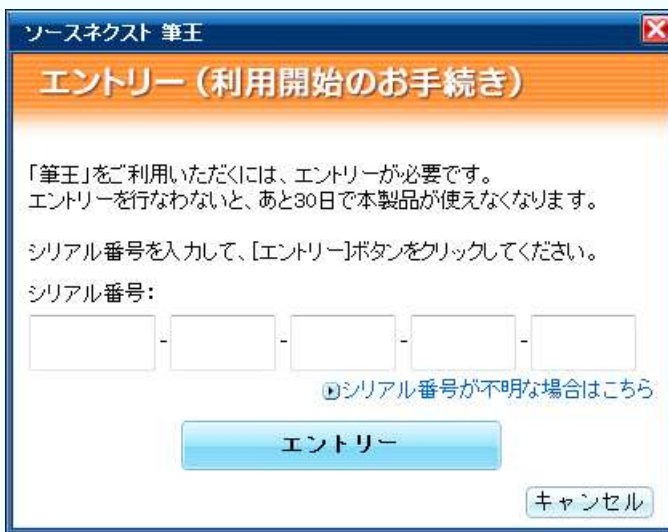 ソースネクスト 筆王
エントリー（利用開始のお手続き）
「筆王」をご利用いただくには、エントリーが必要です。
エントリーを行なわないと、あと30日で本製品が使えなくなります。
シリアル番号を入力して、[エントリー]ボタンをクリックしてください。
シリアル番号：
- - - -
シリアル番号が不明な場合はこちら
エントリー
キャンセル